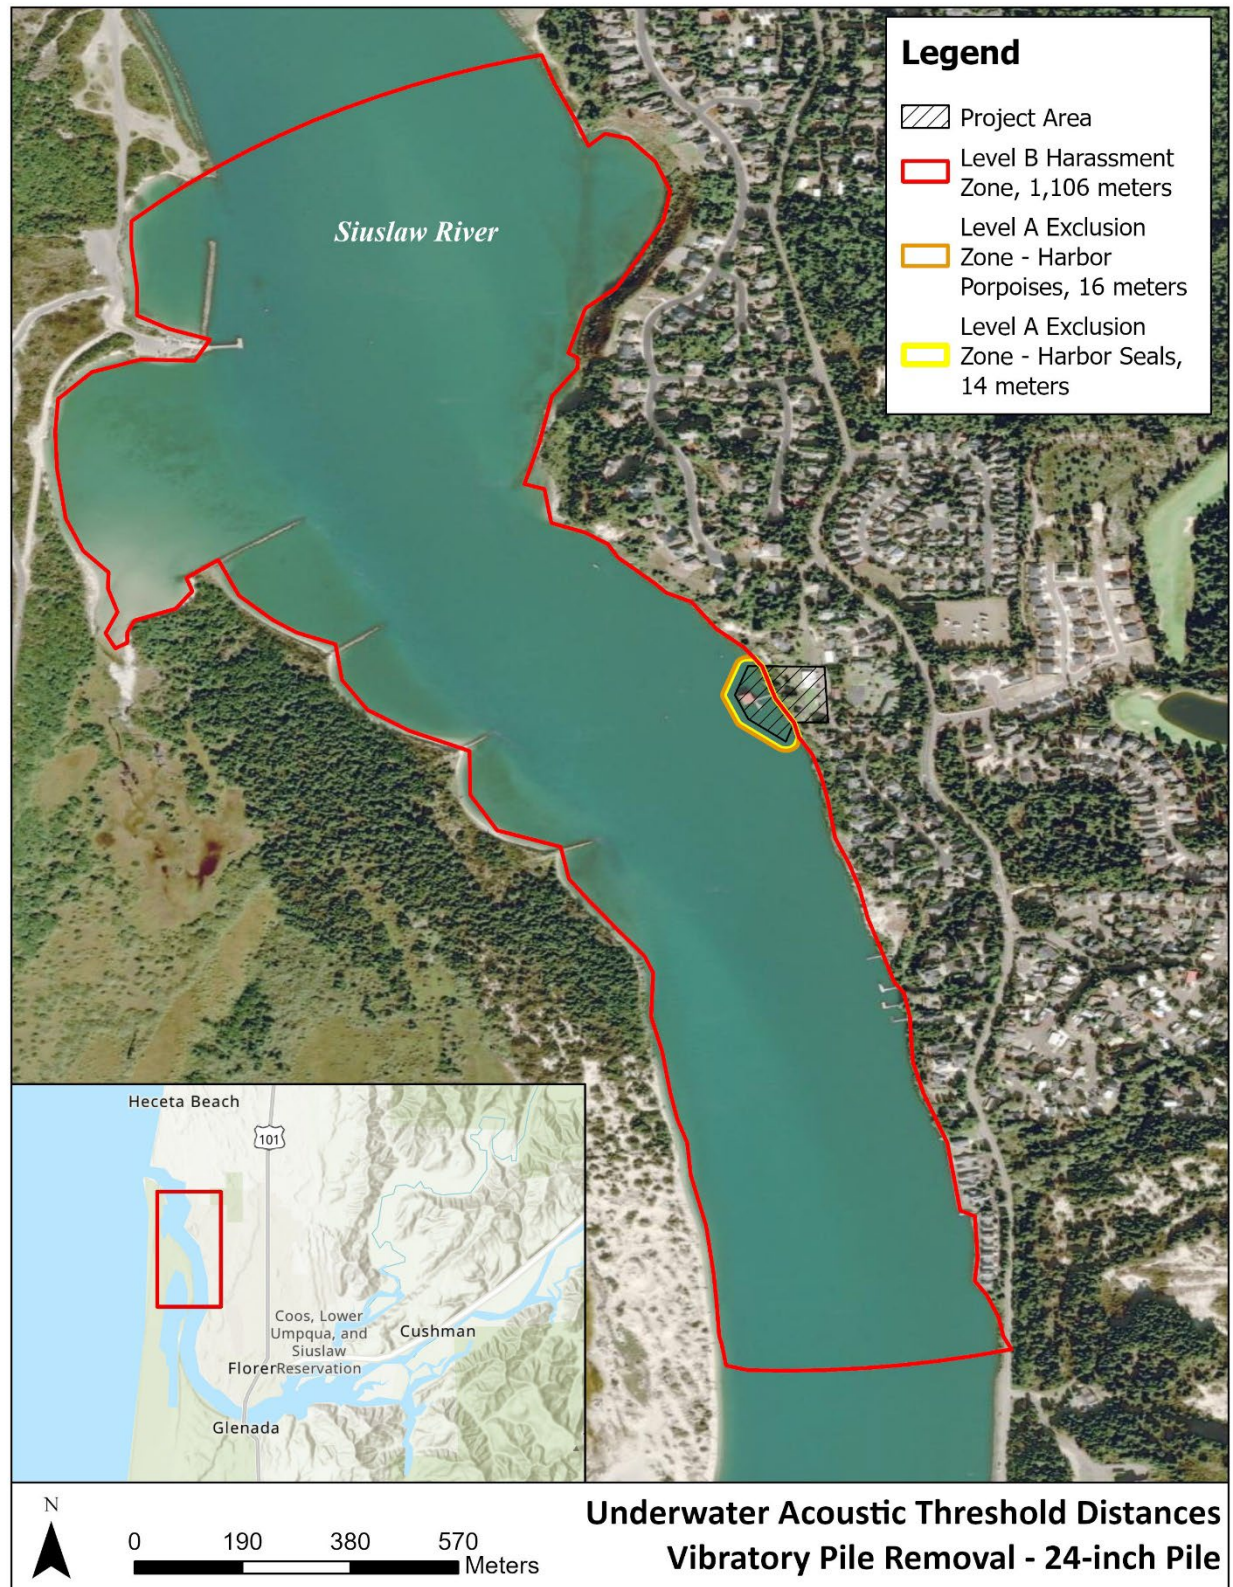 Legend
Project Area
Level B Harassment
Zone, 1,106 meters
Level A Exclusion
Zone - Harbor
Porpoises, 16 meters
Level A Exclusion
Zone - Harbor Seals,
14 meters
Siuslaw River
Heceta Beach
101
Coos, Lower
Umpqua, and
Siuslaw
Reservation
Cushman
Floren
Glenada
N
0 190 380 570
Meters
Underwater Acoustic Threshold Distances
Vibratory Pile Removal - 24-inch Pile